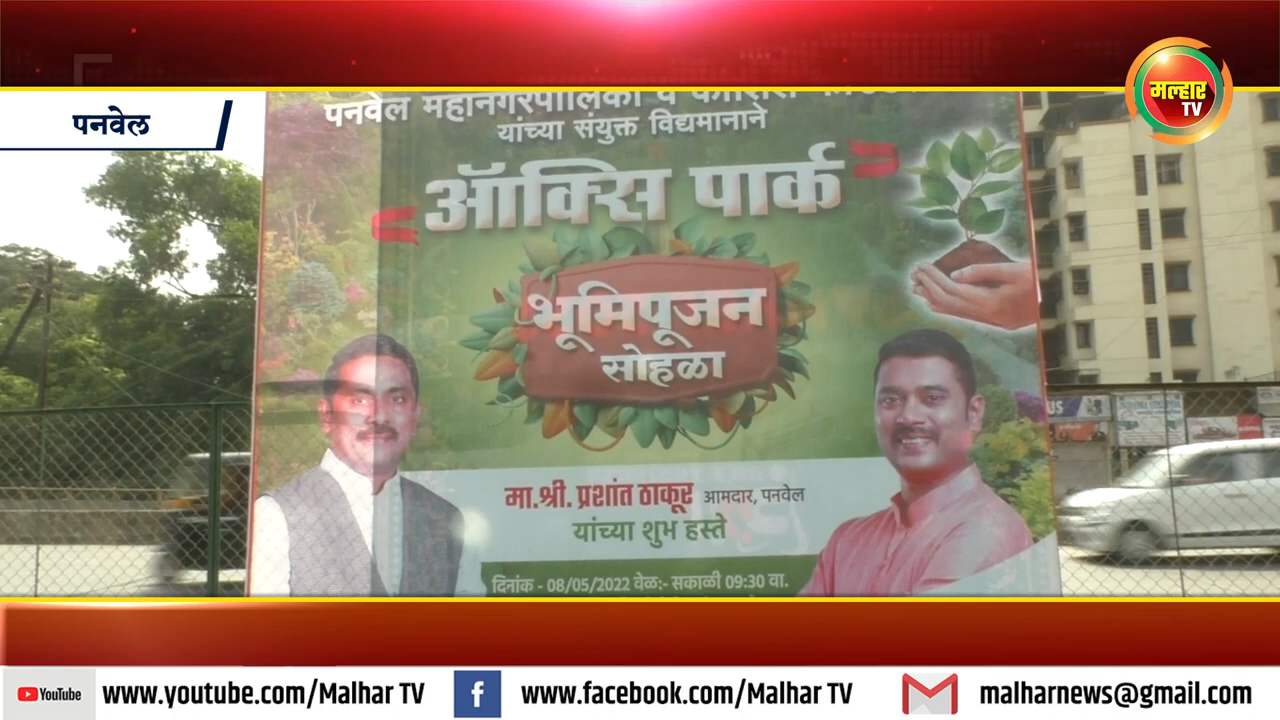 मल्हार
TV
पनवेल
पनवेल महानगरपालिका व
यांच्या संयुक्त विद्यमानाने
ऑक्सि पार्क
भूमिपूजन
सोहळा
मा.श्री. प्रशांत ठाकूर आमदार, पनवेल
यांच्या शुभ हस्ते
दिनांक - 08/05/2022 वेळ:- सकाळी 09:30 वा.
YouTube www.youtube.com/Malhar TV f www.facebook.com/Malhar TV malharnews@gmail.com